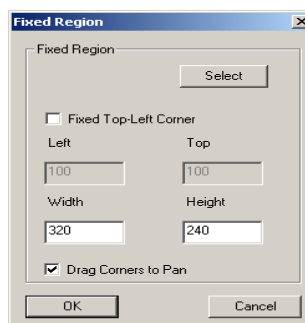 Fixed Region
Fixed Region
Select
Fixed Top-Left Corner
Left Top
100 100
Width Height
320 240
Drag Corners to Pan
OK Cancel